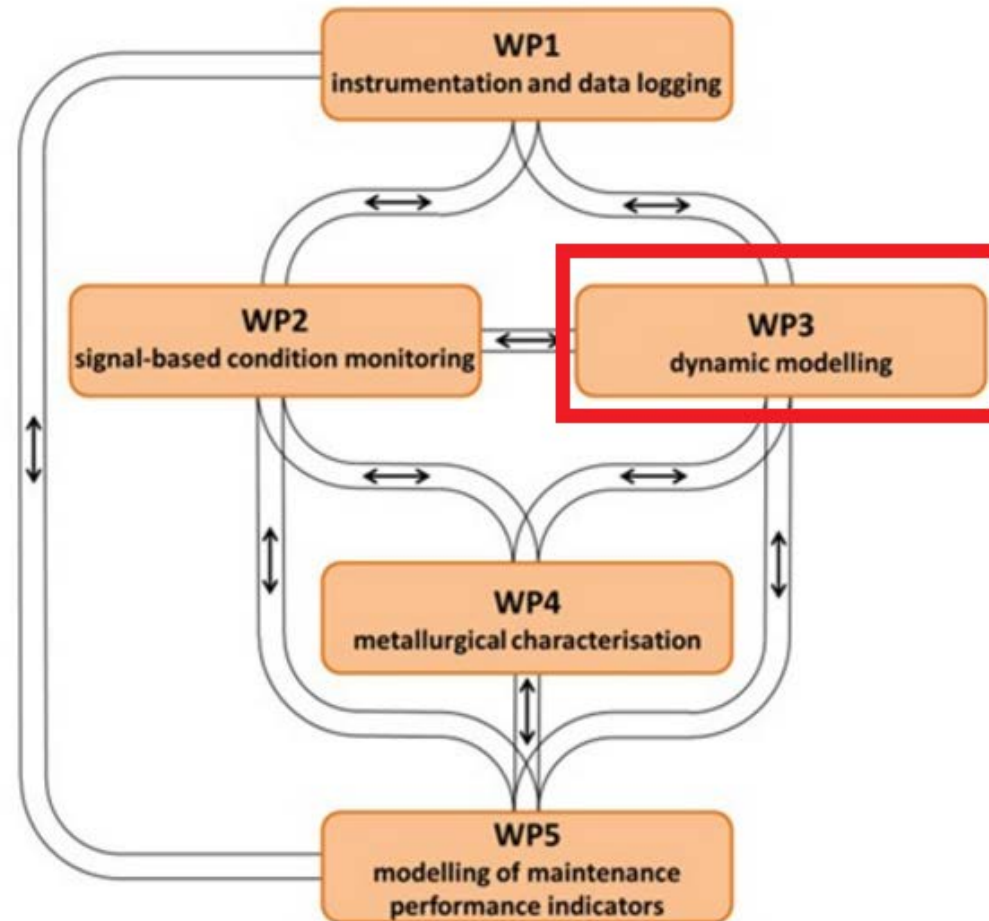 WP1
instrumentation and data logging
WP2
signal-based condition monitoring
WP3
dynamic modelling
WP4
metallurgical characterisation
WP5
modelling of maintenance
performance indicators